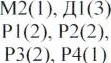 М2(1), Д1(3)
Р1(2), Р2(2),
Р3(2), Р4(1)